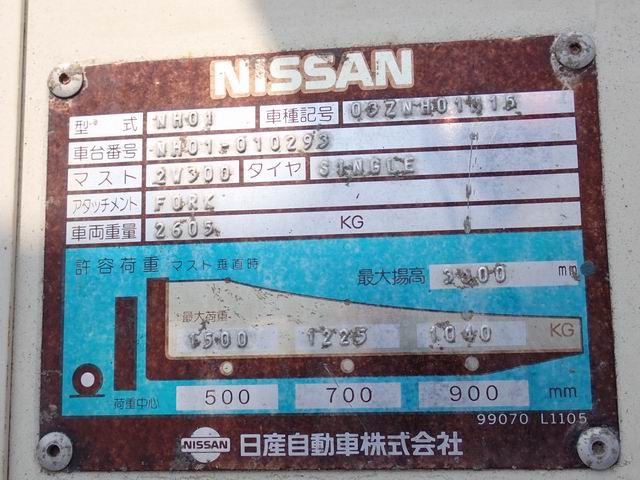 NISSAN
型式 NH01 車種記号 03ZNH01 15
車台番号 NH01-010293
マスト 2W300 タイヤ SINGLE
アタッチメント FORK
車両重量 2605 KG
許容荷重 マスト垂直時 最大揚高 3000 mm
最大荷重
1500 1225 1040 KG
荷重中心 500 700 900 mm
99070 L1105
NISSAN 日産自動車株式会社